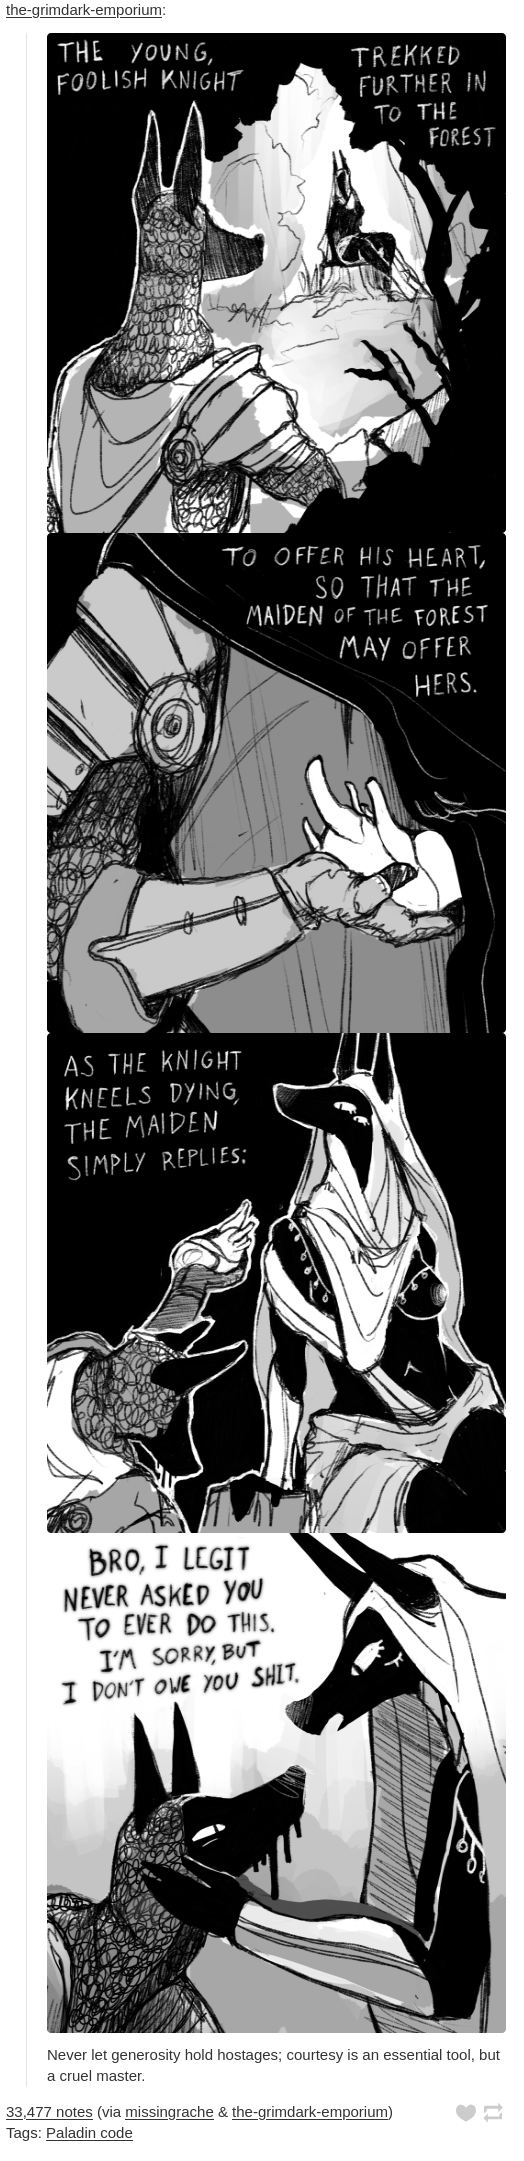 the-grimdark-emporium:
THE YOUNG,
FOOLISH KNIGHT
TREKKED
FURTHER IN
TO THE
FOREST
TO OFFER HIS HEART,
SO THAT THE
MAIDEN OF THE FOREST
MAY OFFER
HERS.
AS THE KNIGHT
KNEELS DYING,
THE MAIDEN
SIMPLY REPLIES:
BRO, I LEGIT
NEVER ASKED YOU
TO EVER DO THIS.
I'M SORRY, BUT
I DON'T OWE YOU SHIT.
Never let generosity hold hostages; courtesy is an essential tool, but
a cruel master.
33,477 notes (via missingrache & the-grimdark-emporium)
Tags: Paladin code